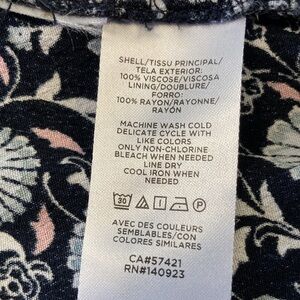 SHELL/TISSU PRINCIPAL/
TELA EXTERIOR:
100% VISCOSE/VISCOSA
LINING/DOUBLURE/
FORRO:
100% RAYON/RAYONNE/
RAYÓN
MACHINE WASH COLD
DELICATE CYCLE WITH
LIKE COLORS
ONLY NON-CHLORINE
BLEACH WHEN NEEDED
LINE DRY
COOL IRON WHEN
NEEDED
30 P
AVEC DES COULEURS
SEMBLABLES/CON
COLORES SIMILARES
CA#57421
RN#140923